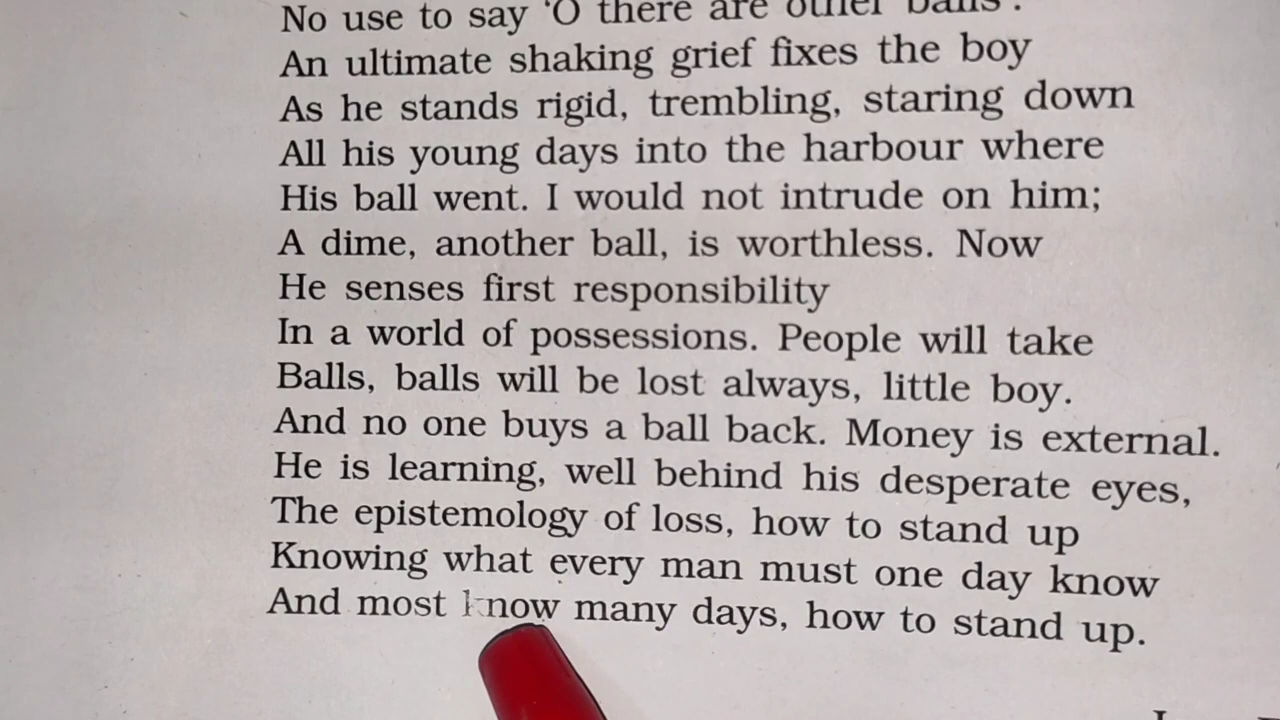 No use to say ‘O there are other balls’:
An ultimate shaking grief fixes the boy
As he stands rigid, trembling, staring down
All his young days into the harbour where
His ball went. I would not intrude on him;
A dime, another ball, is worthless. Now
He senses first responsibility
In a world of possessions. People will take
Balls, balls will be lost always, little boy.
And no one buys a ball back. Money is external.
He is learning, well behind his desperate eyes,
The epistemology of loss, how to stand up
Knowing what every man must one day know
And most know many days, how to stand up.